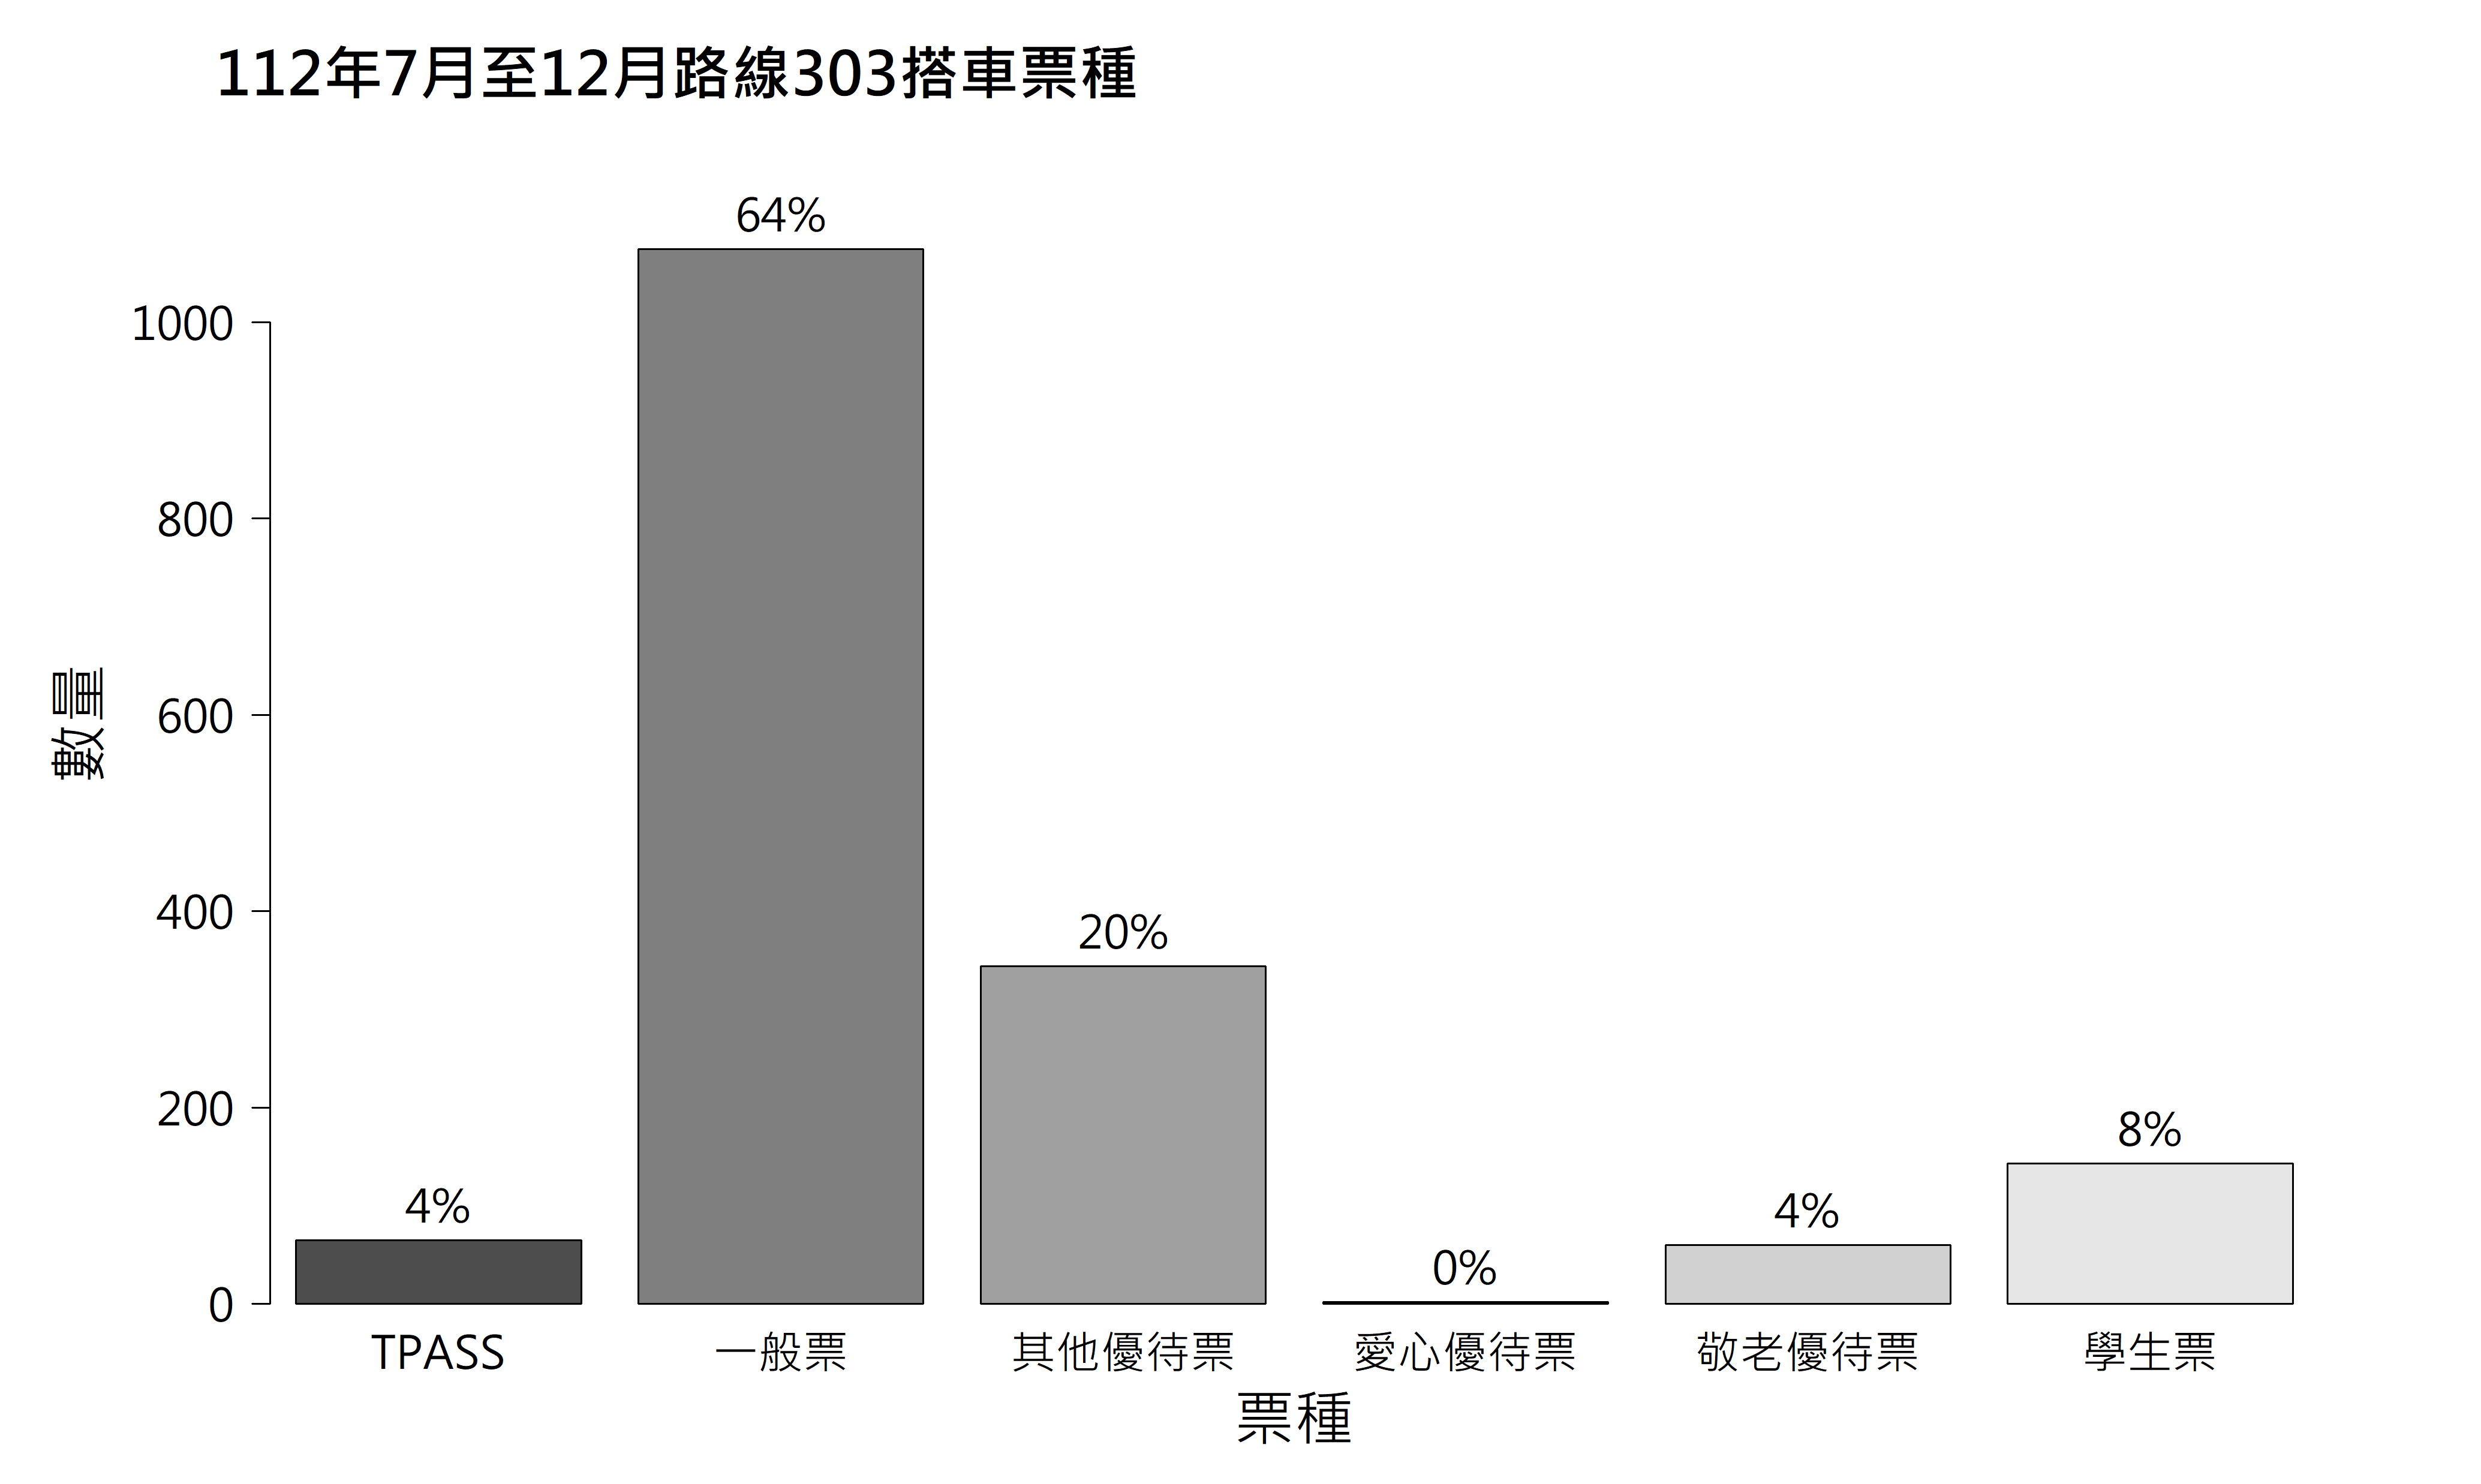 112年7月至12月路線303搭車票種
64%
1000
800
數量
600
400
20%
200
8%
4%
4%
0%
0
TPASS
一般票
其他優待票
愛心優待票
敬老優待票
學生票
票種